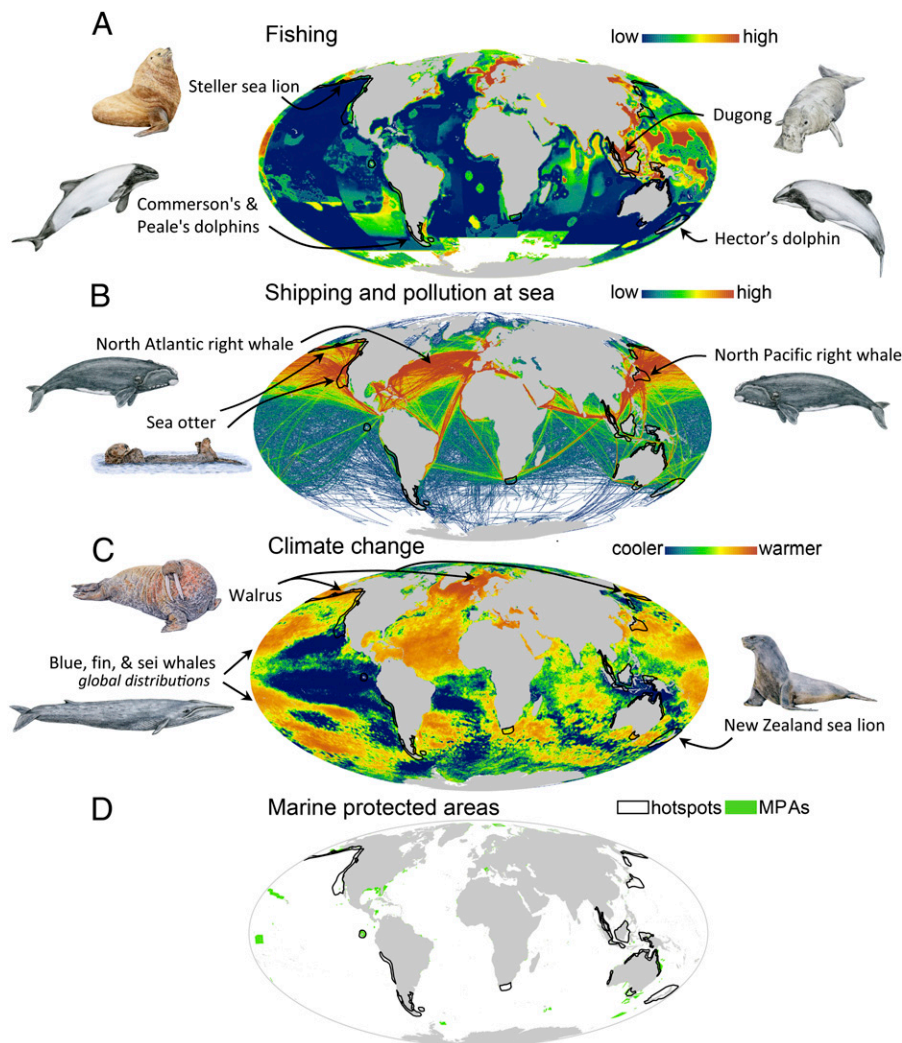 A
Fishing
low high
Steller sea lion
Dugong
Commerson's &
Peale's dolphins
Hector's dolphin
B
Shipping and pollution at sea
low high
North Atlantic right whale
North Pacific right whale
Sea otter
C
Climate change
cooler warmer
Walrus
Blue, fin, & sei whales
global distributions
New Zealand sea lion
D
Marine protected areas
hotspots MPAs